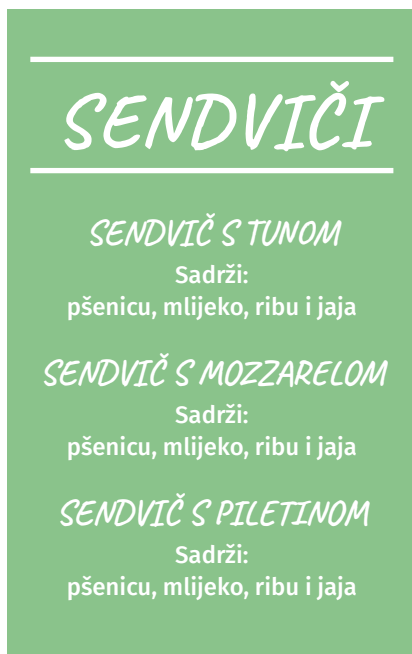 SENDVIČI
SENDVIČ S TUNOM
Sadrži:
pšenicu, mlijeko, ribu i jaja
SENDVIČ S MOZZARELOM
Sadrži:
pšenicu, mlijeko, ribu i jaja
SENDVIČ S PILETINOM
Sadrži:
pšenicu, mlijeko, ribu i jaja